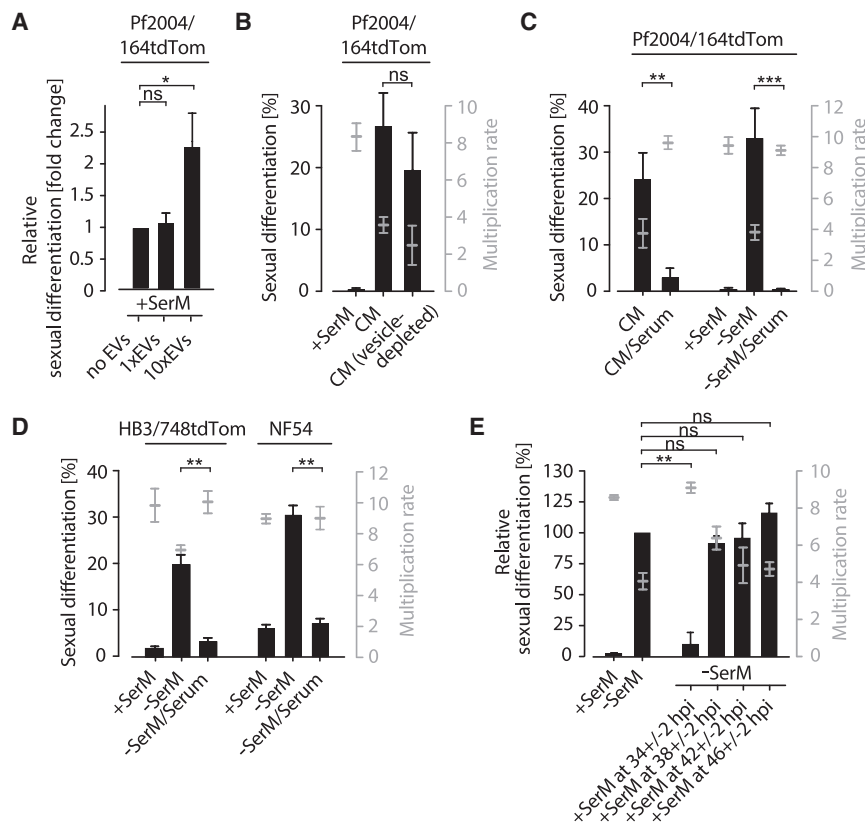 A
Pf2004/
164tdTom
*
ns
Relative
sexual differentiation [fold change]
2.5
2
1
1
0.5
0
+SerM
no EVs
1xEVs
10xEVs
B
Pf2004/
164tdTom
ns
Sexual differentiation [%]
30
20
10
0
Multiplication rate
10
8
6
4
2
0
+SerM
CM
CM (vesicle-
depleted)
C
Pf2004/164tdTom
**
***
Sexual differentiation [%]
40
30
20
10
0
Multiplication rate
12
10
8
6
4
2
0
CM
CM/Serum
+SerM
-SerM
-SerM/Serum
D
HB3/748tdTom
NF54
**
**
Sexual differentiation [%]
40
30
20
10
0
Multiplication rate
12
10
8
6
4
2
0
+SerM
-SerM
-SerM/Serum
+SerM
-SerM
-SerM/Serum
E
ns
ns
ns
**
Relative
sexual differentiation [%]
130
100
75
50
25
0
Multiplication rate
10
8
6
4
2
0
+SerM
-SerM
-SerM
+SerM at 34+/-2 hpi
+SerM at 38+/-2 hpi
+SerM at 42+/-2 hpi
+SerM at 46+/-2 hpi